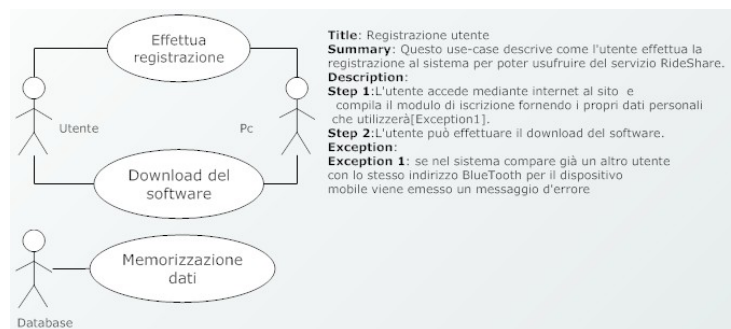 Effettua
registrazione
Utente
Pc
Download del
software
Memorizzazione
dati
Database
Title: Registrazione utente
Summary: Questo use-case descrive come l'utente effettua la
registrazione al sistema per poter usufruire del servizio RideShare.
Description:
Step 1:L'utente accede mediante internet al sito e
compila il modulo di iscrizione fornendo i propri dati personali
che utilizzerà[Exception1].
Step 2:L'utente può effettuare il download del software.
Exception:
Exception 1: se nel sistema compare già un altro utente
con lo stesso indirizzo BlueTooth per il dispositivo
mobile viene emesso un messaggio d'errore